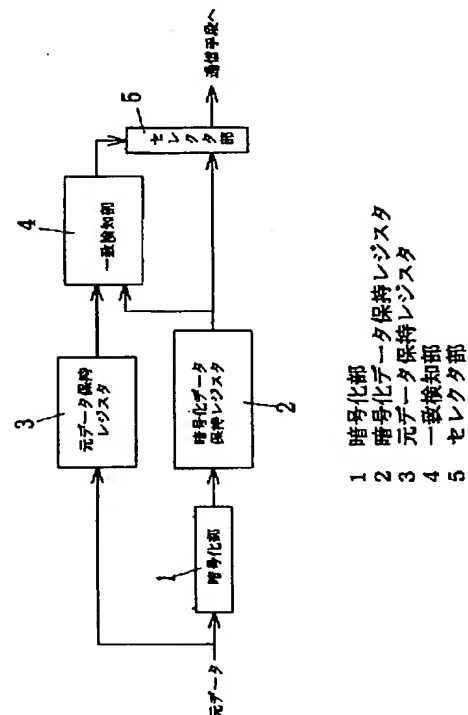 元データ
1
暗号化部
3
元データ保持
レジスタ
2
暗号化データ
保持レジスタ
4
一致検知部
5
セレクタ部
通信手段へ
1 暗号化部
2 暗号化データ保持レジスタ
3 元データ保持レジスタ
4 一致検知部
5 セレクタ部